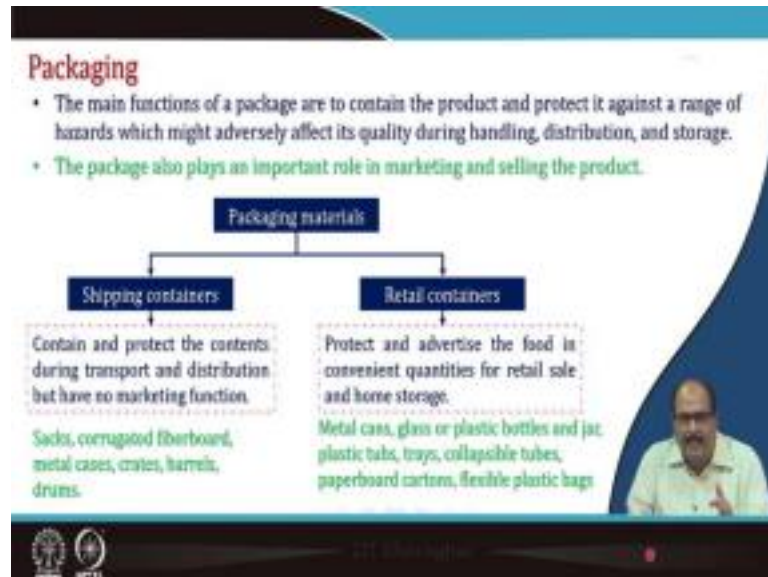 Packaging
• The main functions of a package are to contain the product and protect it against a range of
hazards which might adversely affect its quality during handling, distribution, and storage.
• The package also plays an important role in marketing and selling the product.
Packaging materials
Shipping containers
Contain and protect the contents
during transport and distribution
but have no marketing function.
Sacks, corrugated fiberboard,
metal cases, crates, barrels,
drums.
Retail containers
Protect and advertise the food in
convenient quantities for retail sale
and home storage.
Metal cans, glass or plastic bottles and jar,
plastic tubs, trays, collapsible tubes,
paperboard cartons, flexible plastic bags